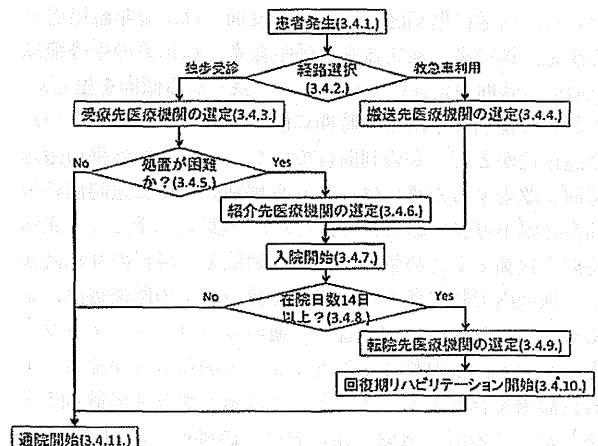 患者発生(3.4.1.)
独歩受診
経路選択
(3.4.2.)
救急率利用
受療先医療機関の選定(3.4.3.)
搬送先医療機関の選定(3.4.4.)
No
処置が困難
か?(3.4.5.)
Yes
紹介先医療機関の選定(3.4.6.)
入院開始(3.4.7.)
No
在院日数14日
以上?(3.4.8.)
Yes
転院先医療機関の選定(3.4.9.)
回復期リハビリテーション開始(3.4.10.)
通院開始(3.4.11.)